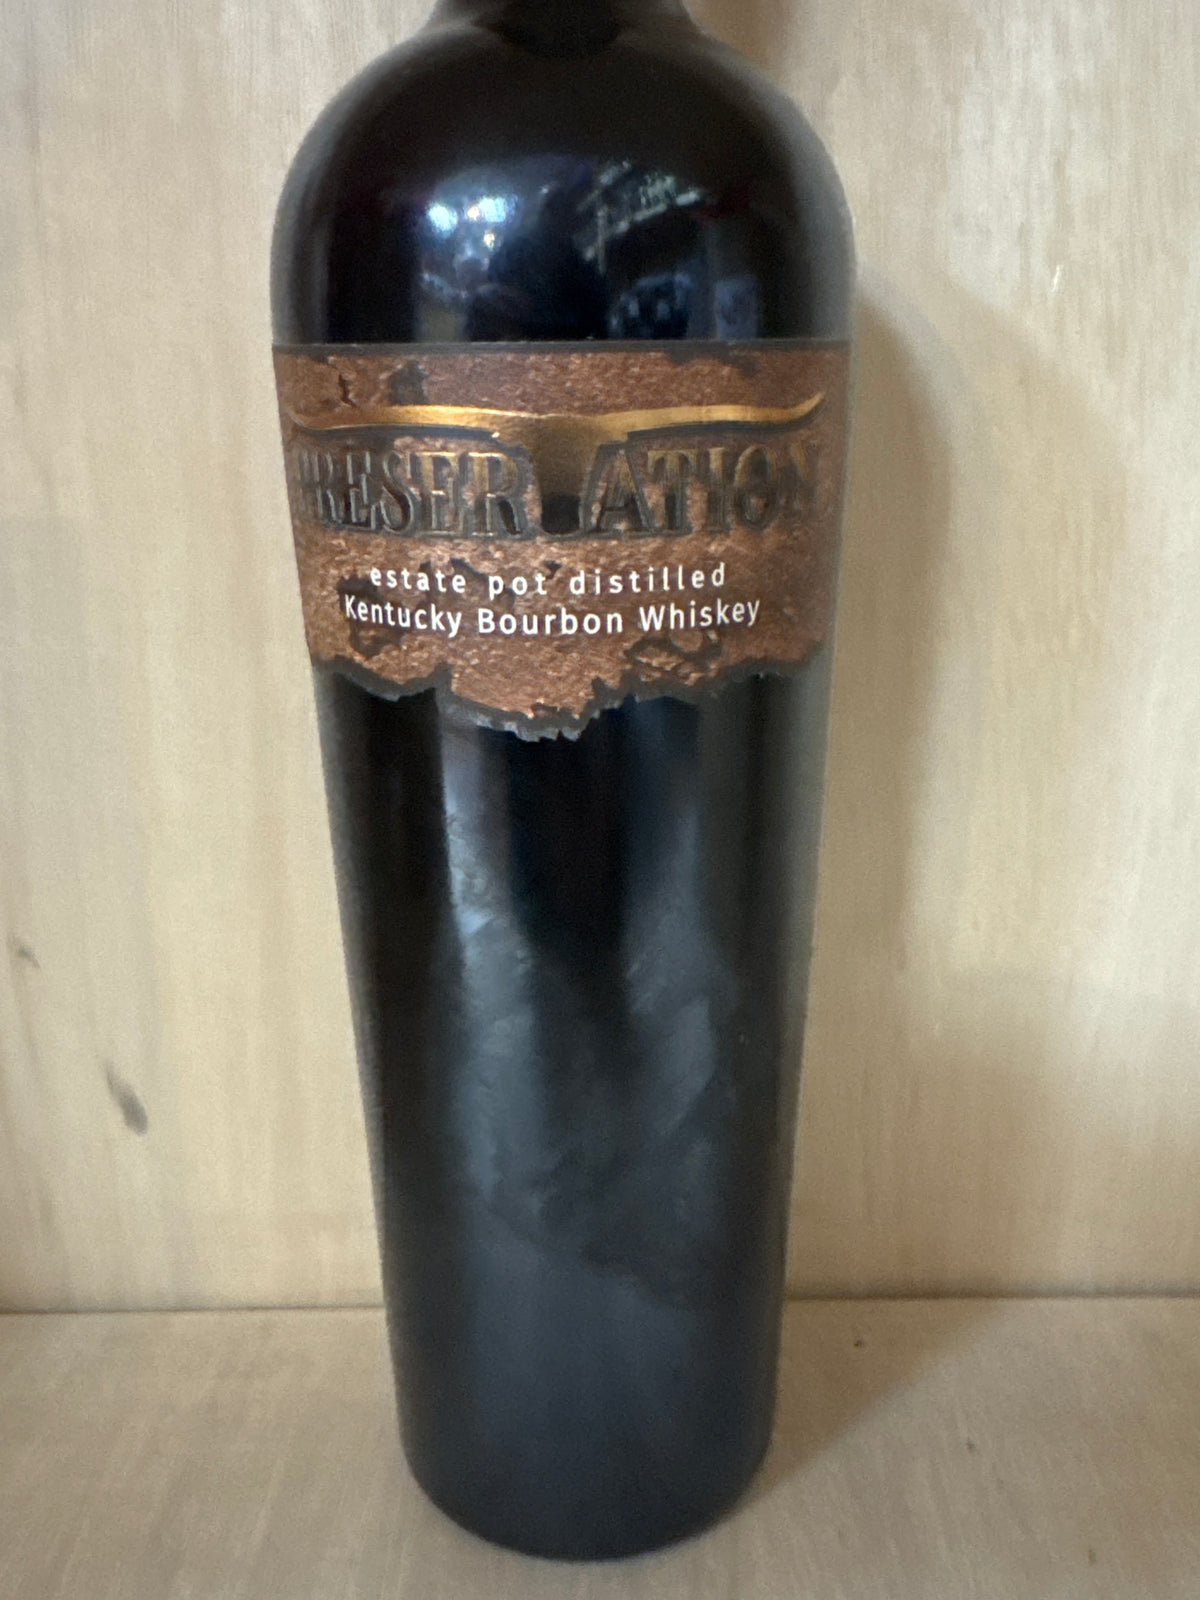 PRESERVATION
estate pot distilled
Kentucky Bourbon Whiskey